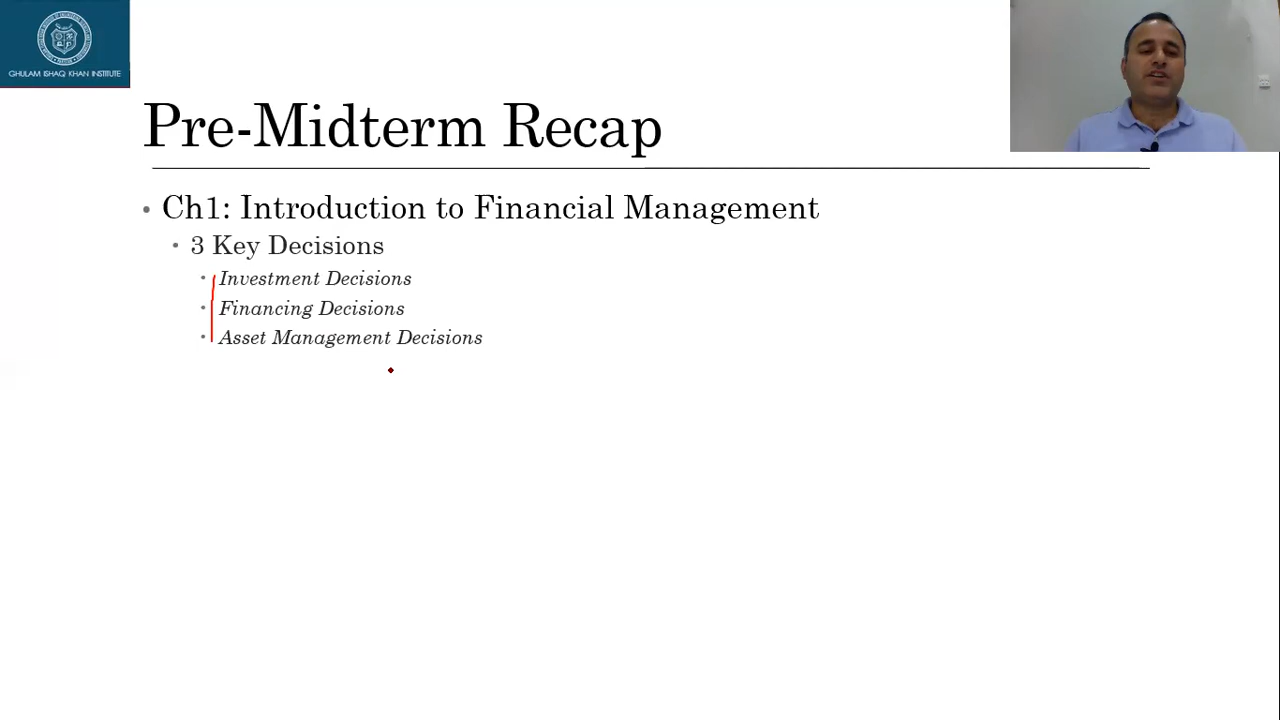 GHULAM ISHAQ KHAN INSTITUTE
Pre-Midterm Recap
• Ch1: Introduction to Financial Management
• 3 Key Decisions
• Investment Decisions
• Financing Decisions
• Asset Management Decisions